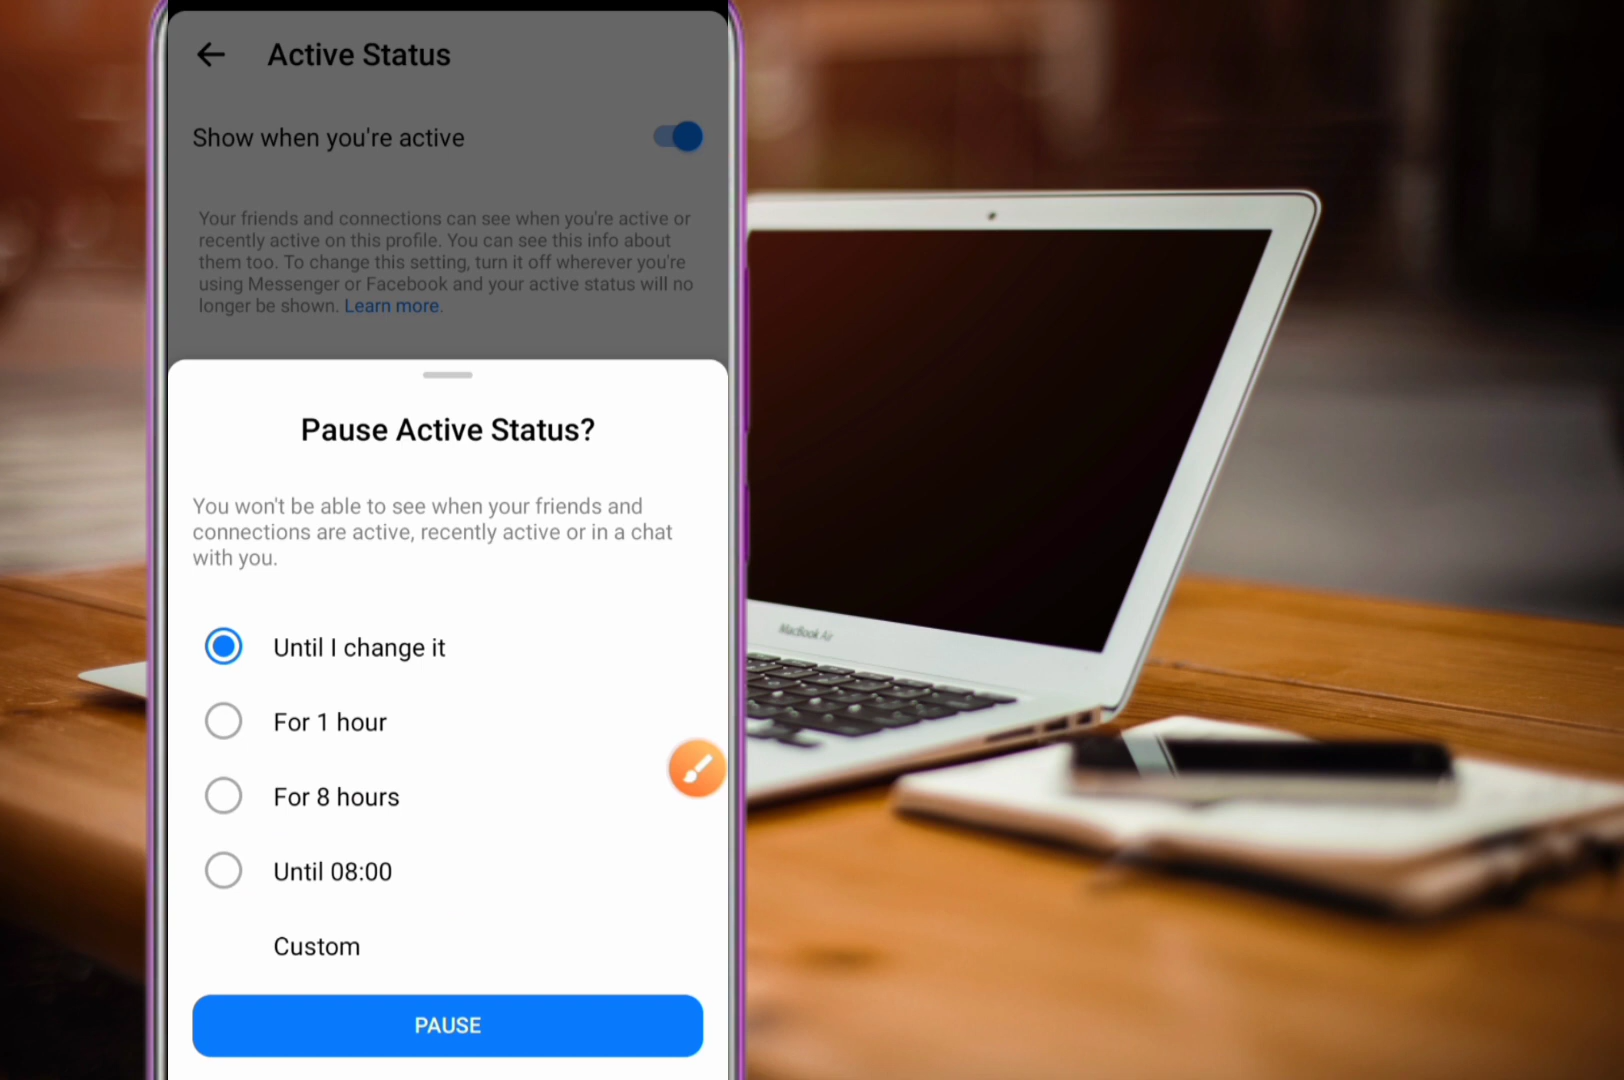 Active Status
Show when you're active
Your friends and connections can see when you're active or
recently active on this profile. You can see this info about
them too. To change this setting, turn it off wherever you're
using Messenger or Facebook and your active status will no
longer be shown. Learn more.
Pause Active Status?
You won't be able to see when your friends and
connections are active, recently active or in a chat
with you.
Until I change it
For 1 hour
For 8 hours
Until 08:00
Custom
PAUSE
MacBook Air